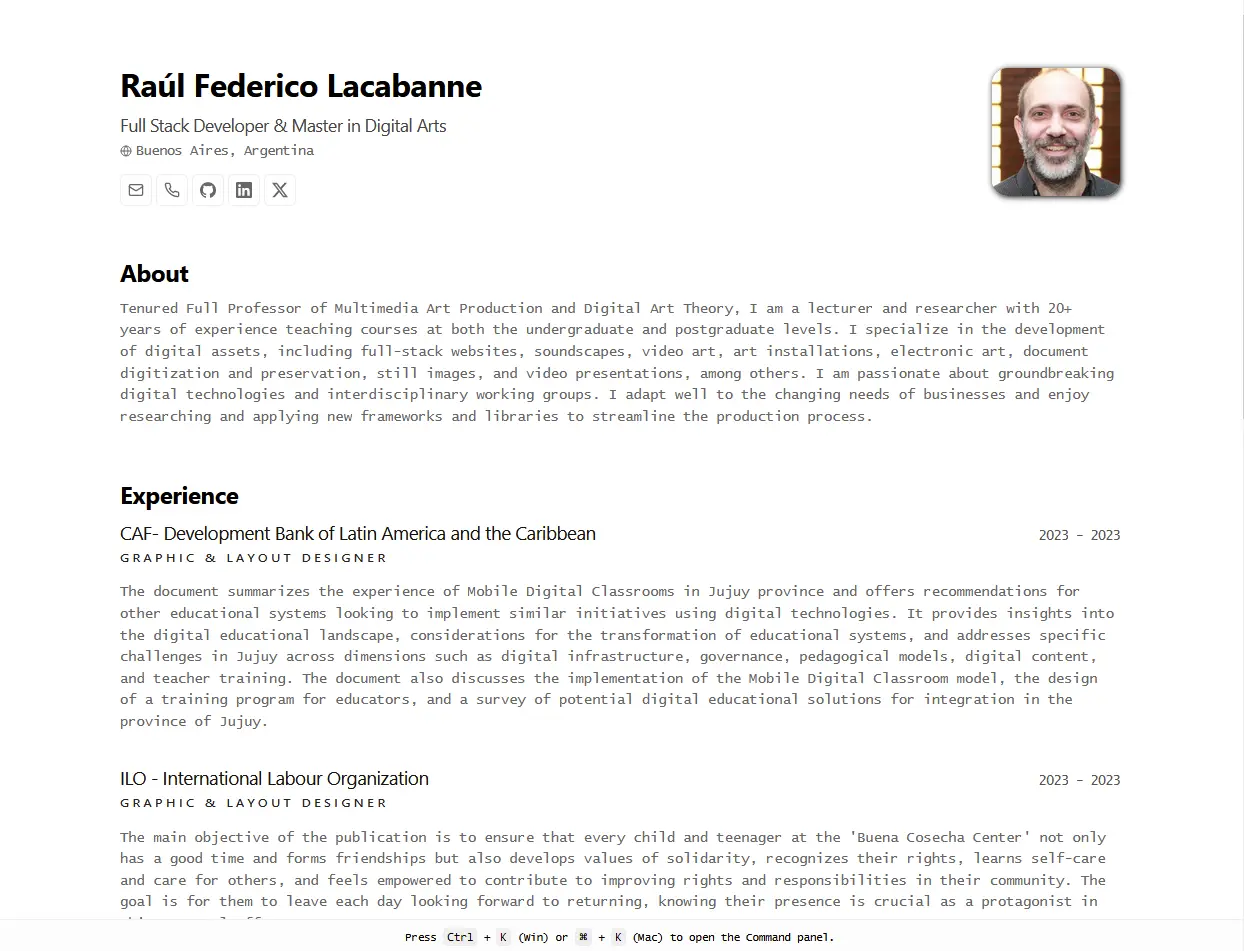 Raúl Federico Lacabanne
Full Stack Developer & Master in Digital Arts
Buenos Aires, Argentina
About
Tenured Full Professor of Multimedia Art Production and Digital Art Theory, I am a lecturer and researcher with 20+
years of experience teaching courses at both the undergraduate and postgraduate levels. I specialize in the development
of digital assets, including full-stack websites, soundscapes, video art, art installations, electronic art, document
digitization and preservation, still images, and video presentations, among others. I am passionate about groundbreaking
digital technologies and interdisciplinary working groups. I adapt well to the changing needs of businesses and enjoy
researching and applying new frameworks and libraries to streamline the production process.
Experience
CAF- Development Bank of Latin America and the Caribbean
2023 - 2023
GRAPHIC & LAYOUT DESIGNER
The document summarizes the experience of Mobile Digital Classrooms in Jujuy province and offers recommendations for
other educational systems looking to implement similar initiatives using digital technologies. It provides insights into
the digital educational landscape, considerations for the transformation of educational systems, and addresses specific
challenges in Jujuy across dimensions such as digital infrastructure, governance, pedagogical models, digital content,
and teacher training. The document also discusses the implementation of the Mobile Digital Classroom model, the design
of a training program for educators, and a survey of potential digital educational solutions for integration in the
province of Jujuy.
ILO - International Labour Organization
2023 - 2023
GRAPHIC & LAYOUT DESIGNER
The main objective of the publication is to ensure that every child and teenager at the 'Buena Cosecha Center' not only
has a good time and forms friendships but also develops values of solidarity, recognizes their rights, learns self-care
and care for others, and feels empowered to contribute to improving rights and responsibilities in their community. The
goal is for them to leave each day looking forward to returning, knowing their presence is crucial as a protagonist in
Press Ctrl + K (Win) or ⌘ + K (Mac) to open the Command panel.